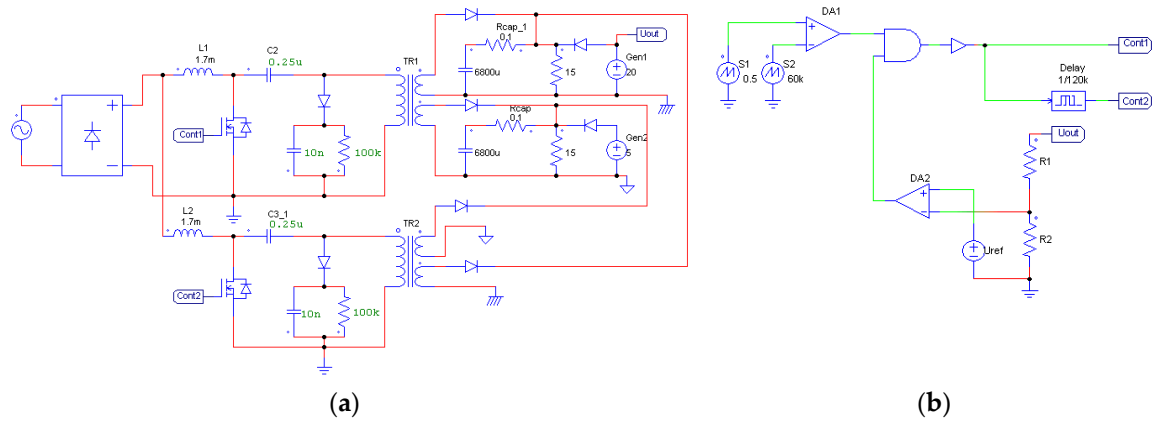 L1
1.7m
C2
0.25u
Cont1
10n
100k
TR1
Rcap_1
0.1
6800u
15
Uout
Gen1
20
Rcap
0.1
6800u
15
Gen2
5
L2
1.7m
C3_1
0.25u
Cont2
10n
100k
TR2
(a)
DA1
S1
0.5
S2
60k
Cont1
Delay
1/120k
Cont2
Uout
R1
DA2
R2
Uref
(b)